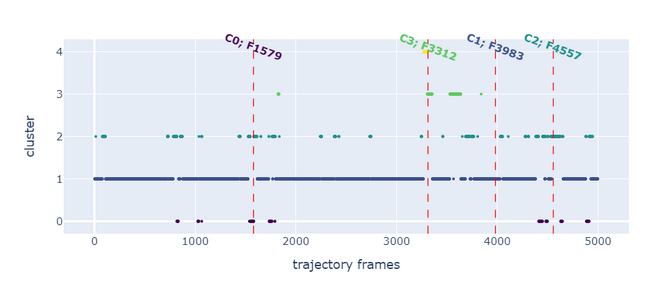 C0; F1579
C3; F3312
C1; F3983
C2; F4557
4
3
2
1
0
cluster
0
1000
2000
3000
4000
5000
trajectory frames